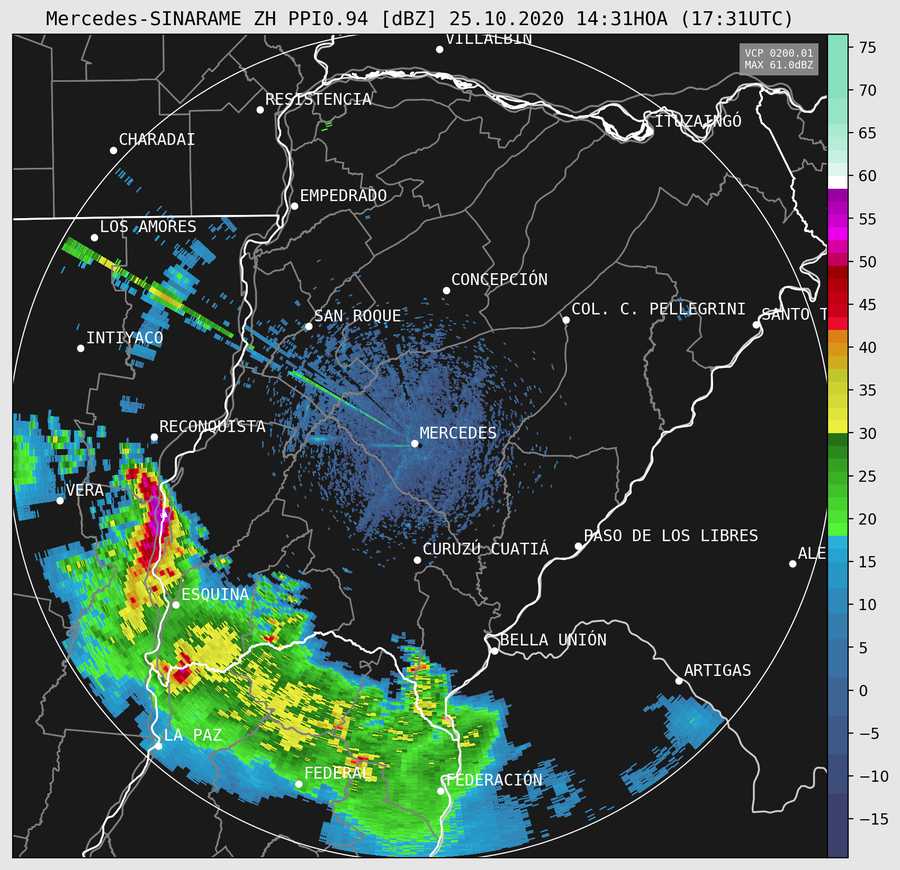 Mercedes-SINARAME ZH PPI0.94 [dBZ] 25.10.2020 14:31HOA (17:31UTC)
VILLALBIN
VCP 0200.01
MAX 61.0dBZ
RESISTENCIA
ITUZAINGÓ
CHARADAI
EMPEDRADO
LOS AMORES
CONCEPCIÓN
SAN ROQUE
COL. C. PELLEGRINI
SANTO T
INTIYACO
RECONQUISTA
MERCEDES
VERA
PASO DE LOS LIBRES
CURUZÚ CUATIÁ
ALE
ESQUINA
BELLA UNIÓN
ARTIGAS
LA PAZ
FEDERAL
FEDERACIÓN
75
70
65
60
55
50
45
40
35
30
25
20
15
10
5
0
−5
−10
−15